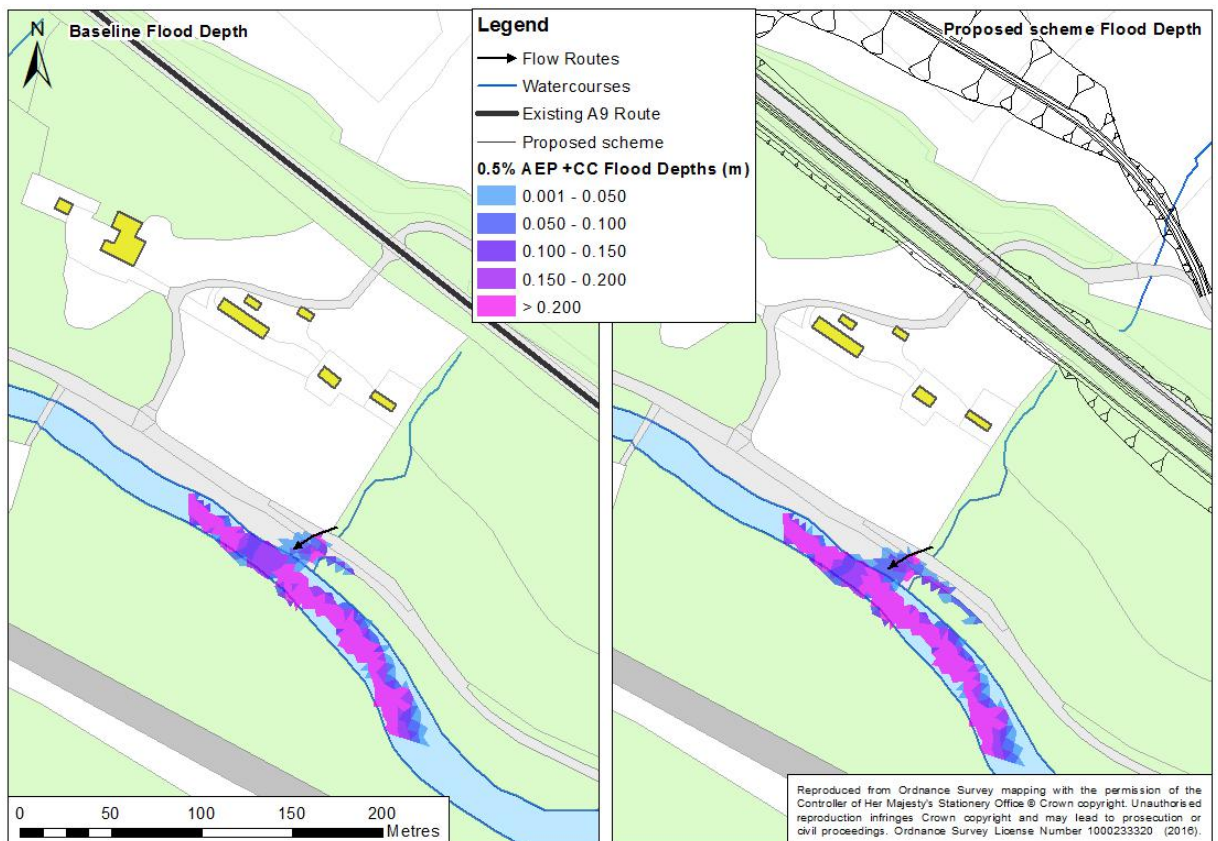 N
Baseline Flood Depth
Legend
Flow Routes
Watercourses
Existing A9 Route
Proposed scheme
0.5% AEP +CC Flood Depths (m)
0.001 - 0.050
0.050 - 0.100
0.100 - 0.150
0.150 - 0.200
> 0.200
Proposed scheme Flood Depth
0 50 100 150 200
Metres
Reproduced from Ordnance Survey mapping with the permission of the
Controller of Her Majesty's Stationery Office © Crown copyright. Unauthorised
reproduction infringes Crown copyright and may lead to prosecution or
civil proceedings. Ordnance Survey License Number 1000233320 (2016).